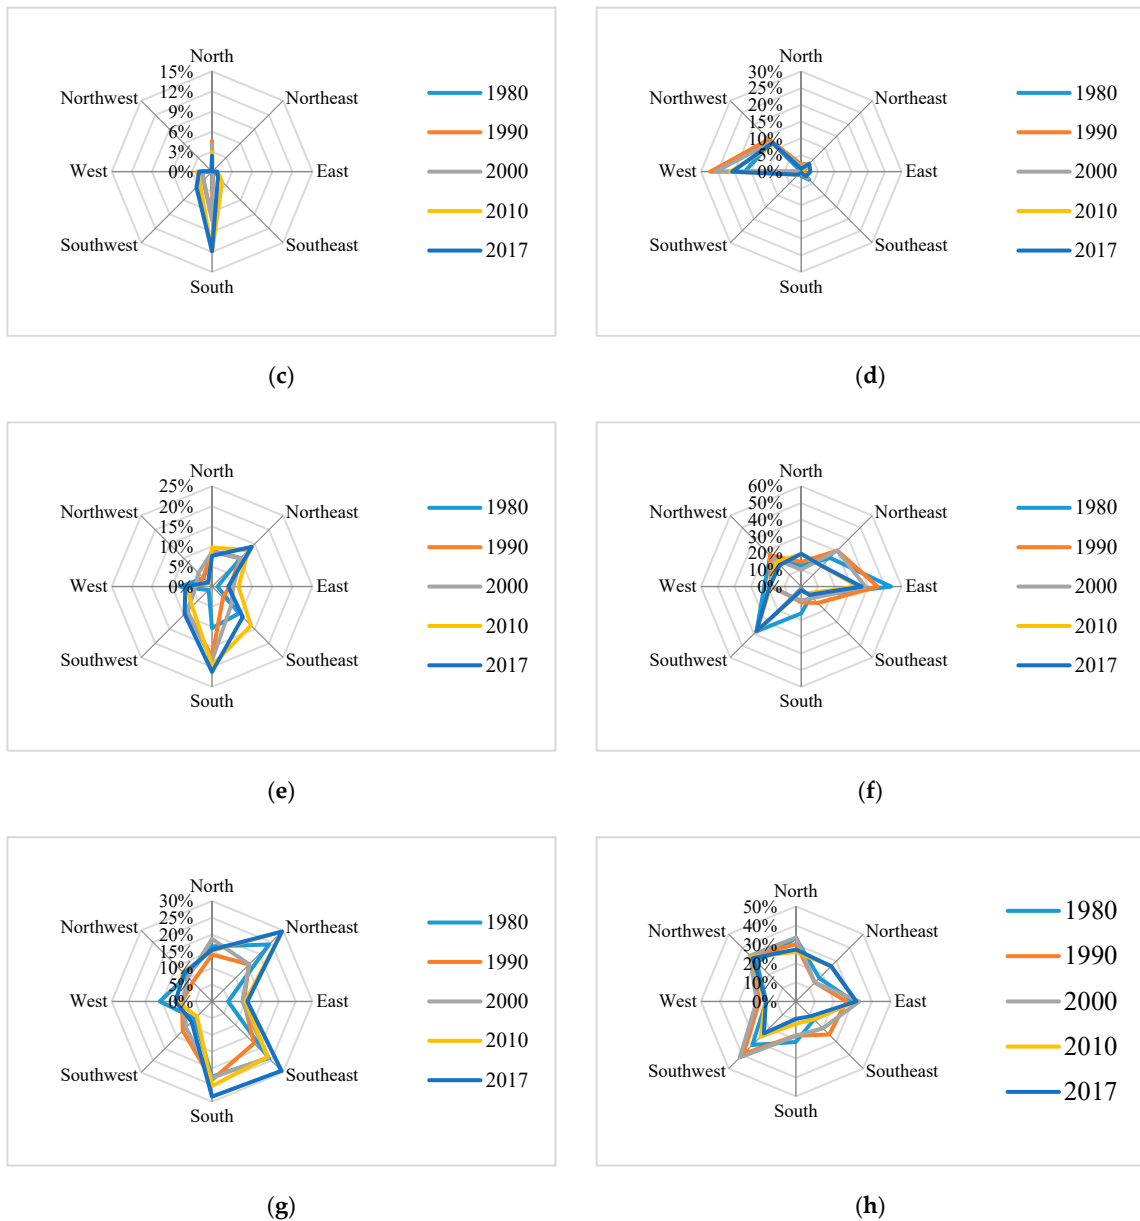 North
15%
12%
9%
6%
3%
0%
Northwest
Northeast
West
East
Southwest
Southeast
South
1980
1990
2000
2010
2017
(c)
North
30%
25%
20%
15%
10%
5%
0%
Northwest
Northeast
West
East
Southwest
Southeast
South
1980
1990
2000
2010
2017
(d)
North
25%
20%
15%
10%
5%
0%
Northwest
Northeast
West
East
Southwest
Southeast
South
1980
1990
2000
2010
2017
(e)
North
60%
50%
40%
30%
20%
10%
0%
Northwest
Northeast
West
East
Southwest
Southeast
South
1980
1990
2000
2010
2017
(f)
North
30%
25%
20%
15%
10%
5%
0%
Northwest
Northeast
West
East
Southwest
Southeast
South
1980
1990
2000
2010
2017
(g)
North
50%
40%
30%
20%
10%
0%
Northwest
Northeast
West
East
Southwest
Southeast
South
1980
1990
2000
2010
2017
(h)